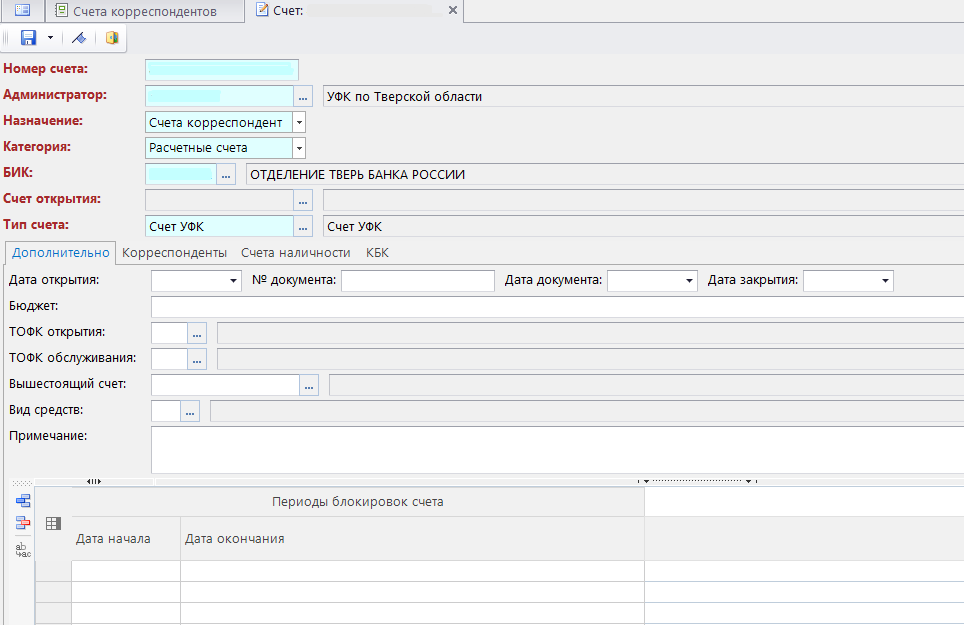 Счета корреспондентов
Счет:
Номер счета:
Администратор: ... УФК по Тверской области
Назначение: Счета корреспондент
Категория: Расчетные счета
БИК: ... ОТДЕЛЕНИЕ ТВЕРЬ БАНКА РОССИИ
Счет открытия: ...
Тип счета: Счет УФК ... Счет УФК
Дополнительно Корреспонденты Счета наличности КБК
Дата открытия: № документа: Дата документа: Дата закрытия:
Бюджет:
ТОФК открытия: ...
ТОФК обслуживания: ...
Вышестоящий счет: ...
Вид средств: ...
Примечание:
Периоды блокировок счета
Дата начала Дата окончания
ab
ac